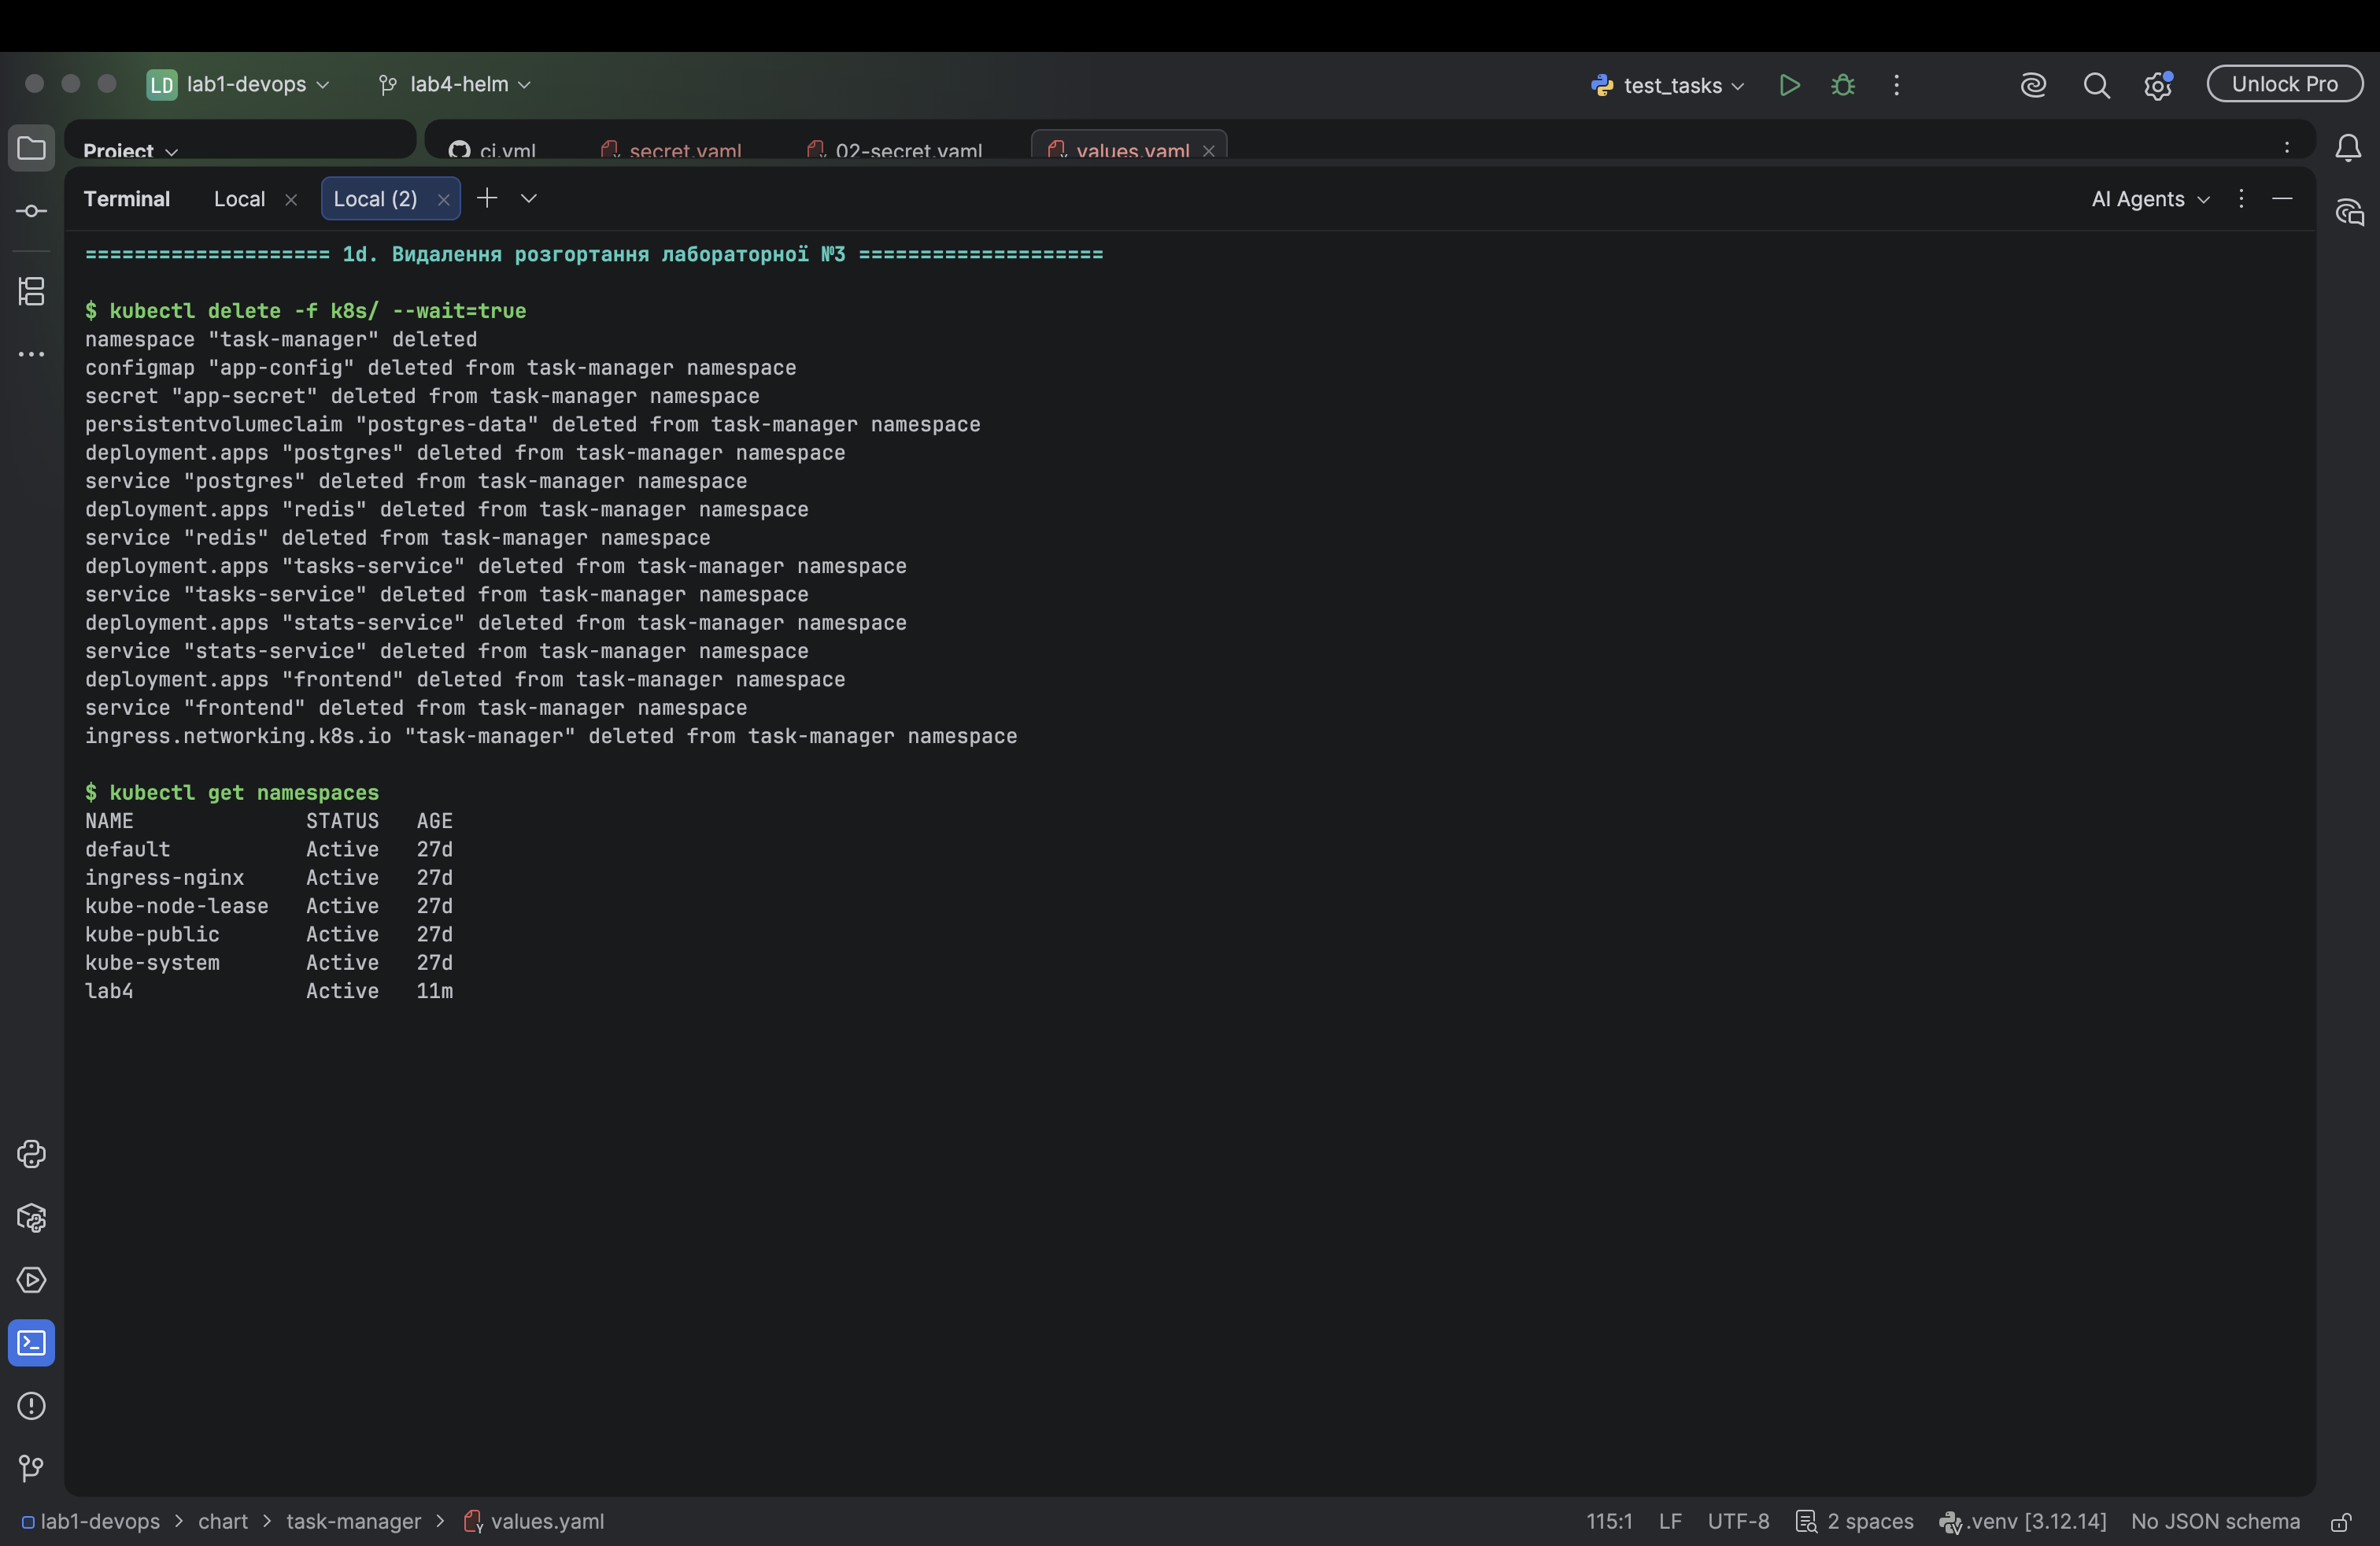 LD lab1-devops lab4-helm test_tasks Unlock Pro
Project ci.yml secret.yaml 02-secret.yaml values.yaml
Terminal Local Local (2) AI Agents
==================== 1d. Видалення розгортання лабораторної №3 ====================
$ kubectl delete -f k8s/ --wait=true
namespace "task-manager" deleted
configmap "app-config" deleted from task-manager namespace
secret "app-secret" deleted from task-manager namespace
persistentvolumeclaim "postgres-data" deleted from task-manager namespace
deployment.apps "postgres" deleted from task-manager namespace
service "postgres" deleted from task-manager namespace
deployment.apps "redis" deleted from task-manager namespace
service "redis" deleted from task-manager namespace
deployment.apps "tasks-service" deleted from task-manager namespace
service "tasks-service" deleted from task-manager namespace
deployment.apps "stats-service" deleted from task-manager namespace
service "stats-service" deleted from task-manager namespace
deployment.apps "frontend" deleted from task-manager namespace
service "frontend" deleted from task-manager namespace
ingress.networking.k8s.io "task-manager" deleted from task-manager namespace
$ kubectl get namespaces
NAME STATUS AGE
default Active 27d
ingress-nginx Active 27d
kube-node-lease Active 27d
kube-public Active 27d
kube-system Active 27d
lab4 Active 11m
lab1-devops > chart > task-manager > values.yaml 115:1 LF UTF-8 2 spaces .venv [3.12.14] No JSON schema